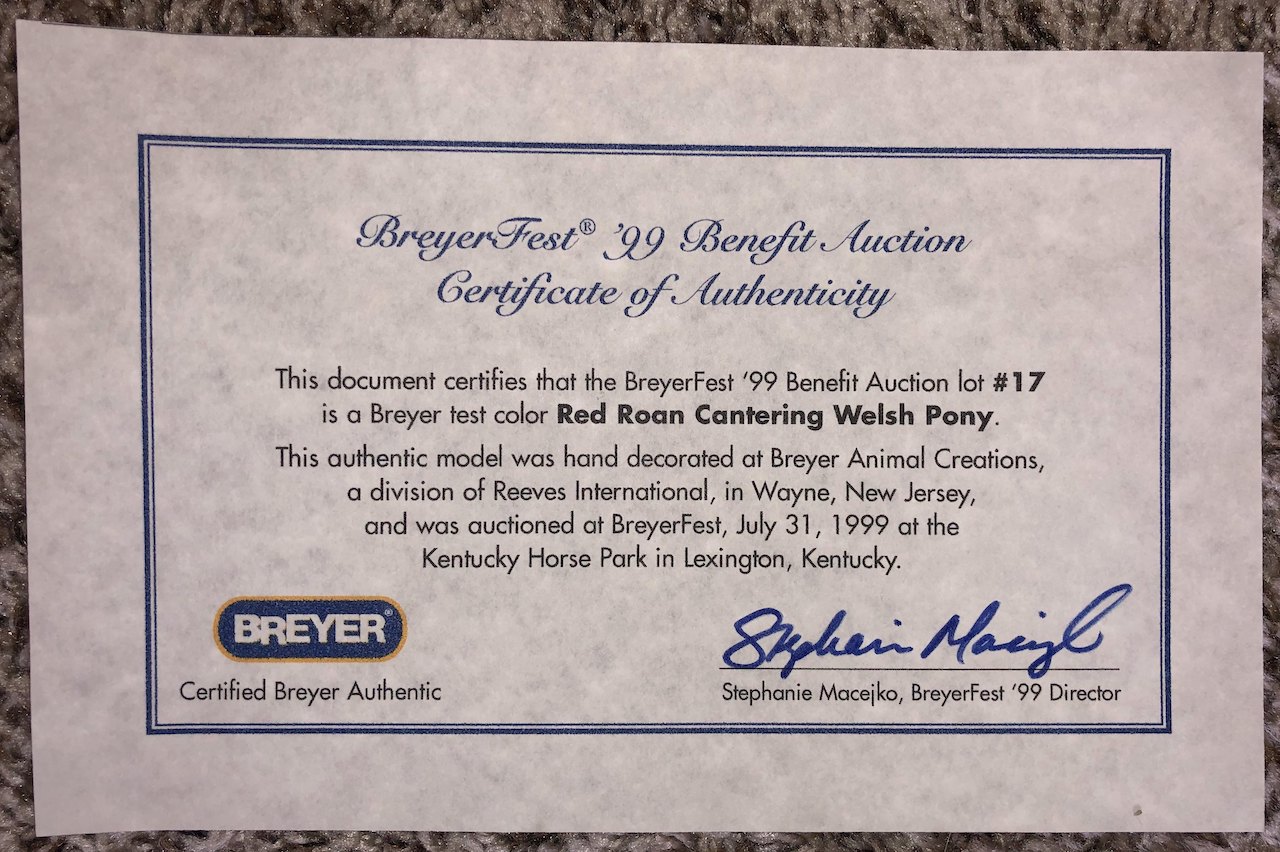 BreyerFest® '99 Benefit Auction
Certificate of Authenticity
This document certifies that the BreyerFest '99 Benefit Auction lot #17
is a Breyer test color Red Roan Cantering Welsh Pony.
This authentic model was hand decorated at Breyer Animal Creations,
a division of Reeves International, in Wayne, New Jersey,
and was auctioned at BreyerFest, July 31, 1999 at the
Kentucky Horse Park in Lexington, Kentucky.
BREYER®
Certified Breyer Authentic
Stephanie Macejko
Stephanie Macejko, BreyerFest '99 Director